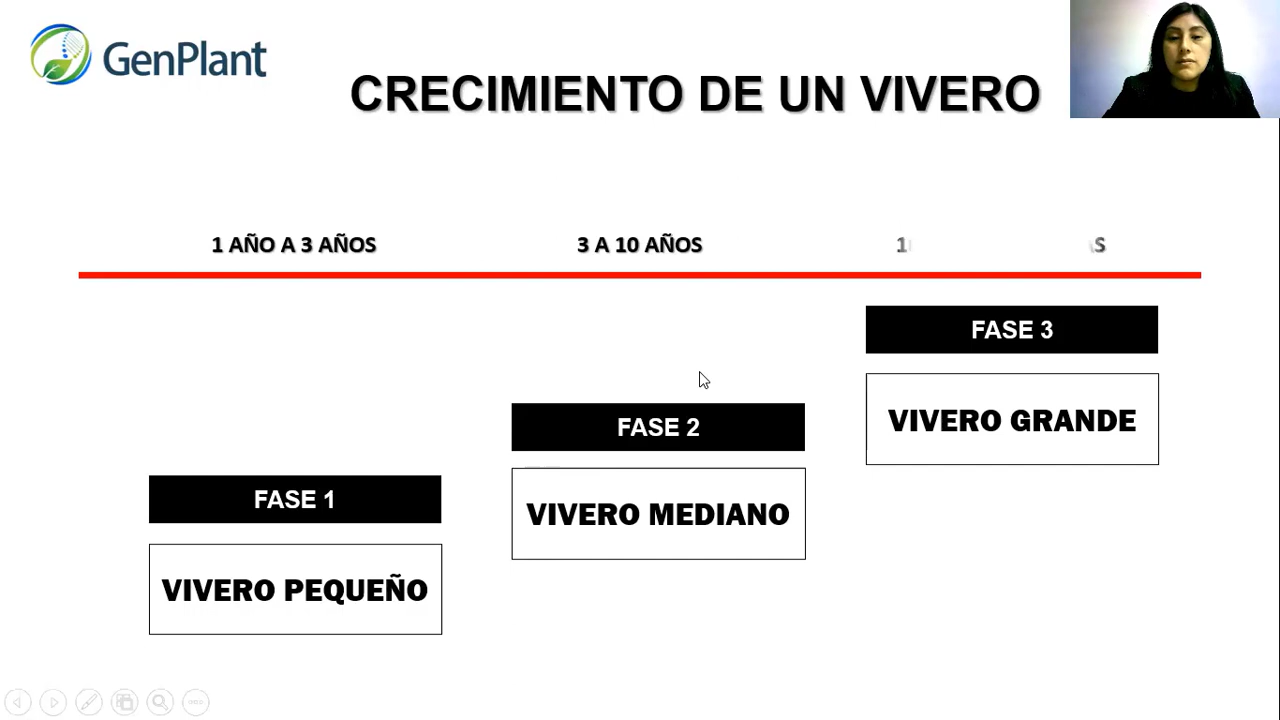 GenPlant
CRECIMIENTO DE UN VIVERO
1 AÑO A 3 AÑOS
3 A 10 AÑOS
FASE 3
VIVERO GRANDE
FASE 2
VIVERO MEDIANO
FASE 1
VIVERO PEQUEÑO